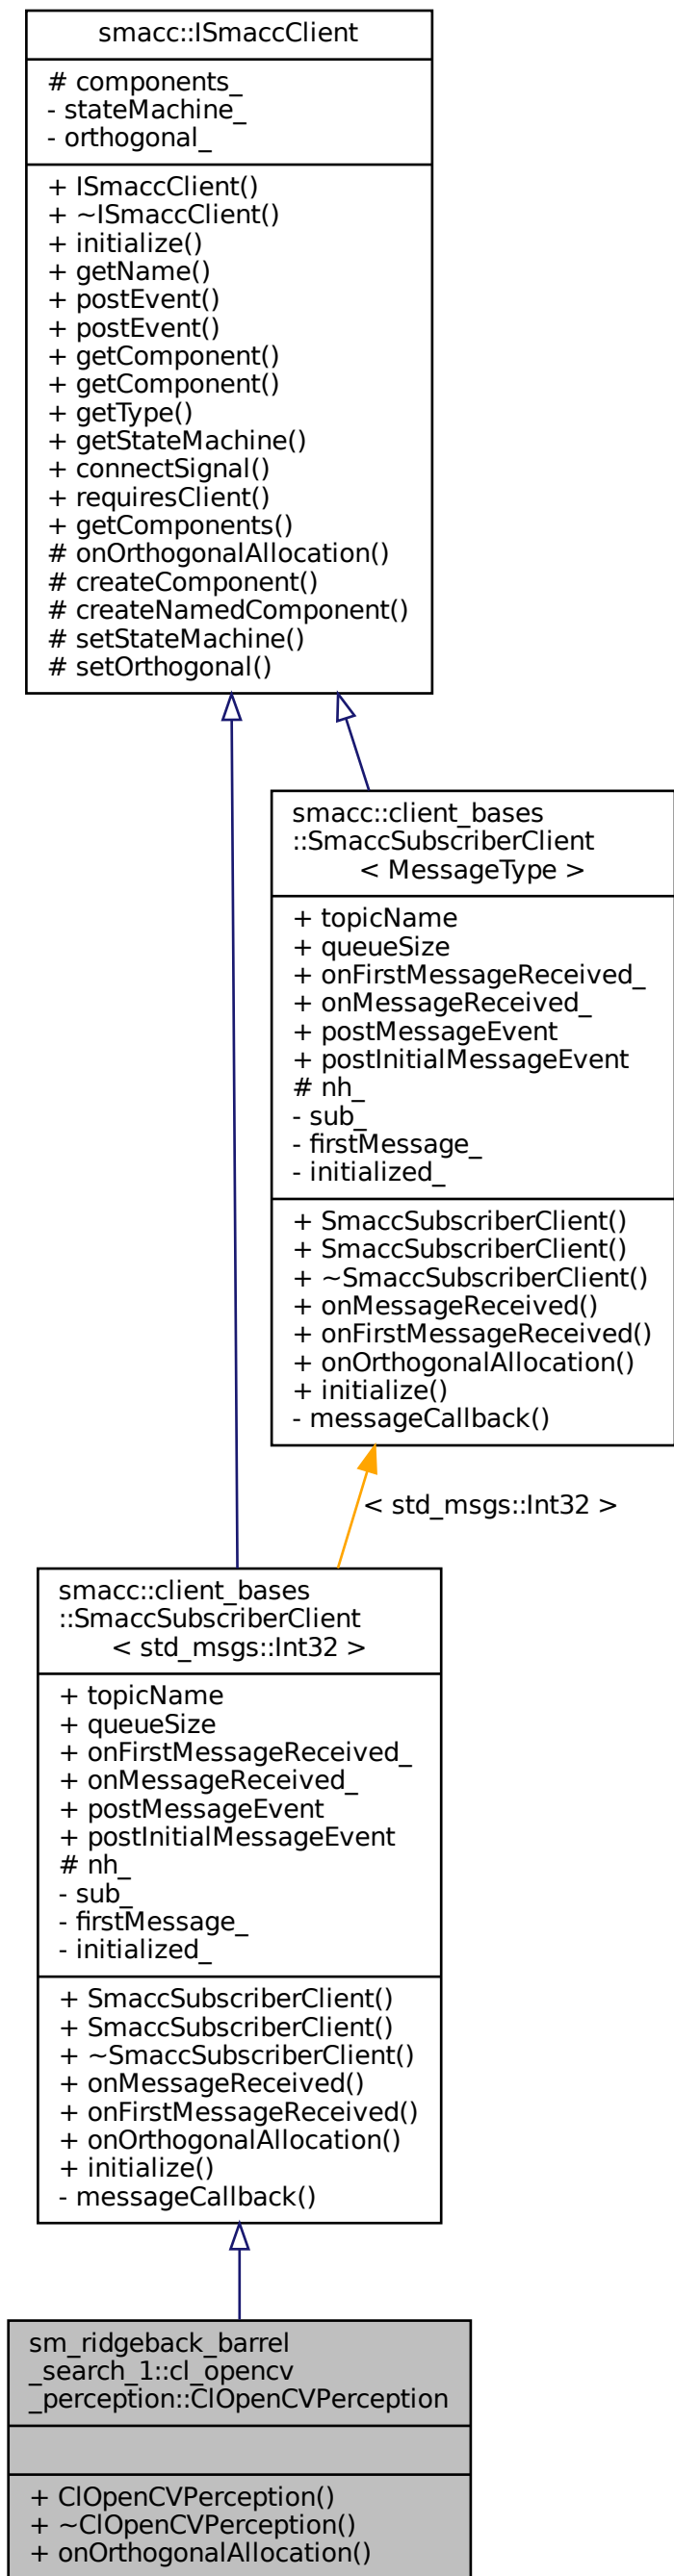 smacc::ISmaccClient
# components_
- stateMachine_
- orthogonal_
+ ISmaccClient()
+ ~ISmaccClient()
+ initialize()
+ getName()
+ postEvent()
+ postEvent()
+ getComponent()
+ getComponent()
+ getType()
+ getStateMachine()
+ connectSignal()
+ requiresClient()
+ getComponents()
# onOrthogonalAllocation()
# createComponent()
# createNamedComponent()
# setStateMachine()
# setOrthogonal()
smacc::client_bases
::SmaccSubscriberClient
< MessageType >
+ topicName
+ queueSize
+ onFirstMessageReceived_
+ onMessageReceived_
+ postMessageEvent
+ postInitialMessageEvent
# nh_
- sub_
- firstMessage_
- initialized_
+ SmaccSubscriberClient()
+ SmaccSubscriberClient()
+ ~SmaccSubscriberClient()
+ onMessageReceived()
+ onFirstMessageReceived()
+ onOrthogonalAllocation()
+ initialize()
- messageCallback()
< std_msgs::Int32 >
smacc::client_bases
::SmaccSubscriberClient
< std_msgs::Int32 >
+ topicName
+ queueSize
+ onFirstMessageReceived_
+ onMessageReceived_
+ postMessageEvent
+ postInitialMessageEvent
# nh_
- sub_
- firstMessage_
- initialized_
+ SmaccSubscriberClient()
+ SmaccSubscriberClient()
+ ~SmaccSubscriberClient()
+ onMessageReceived()
+ onFirstMessageReceived()
+ onOrthogonalAllocation()
+ initialize()
- messageCallback()
sm_ridgeback_barrel
_search_1::cl_opencv
_perception::ClOpenCVPerception
+ ClOpenCVPerception()
+ ~ClOpenCVPerception()
+ onOrthogonalAllocation()